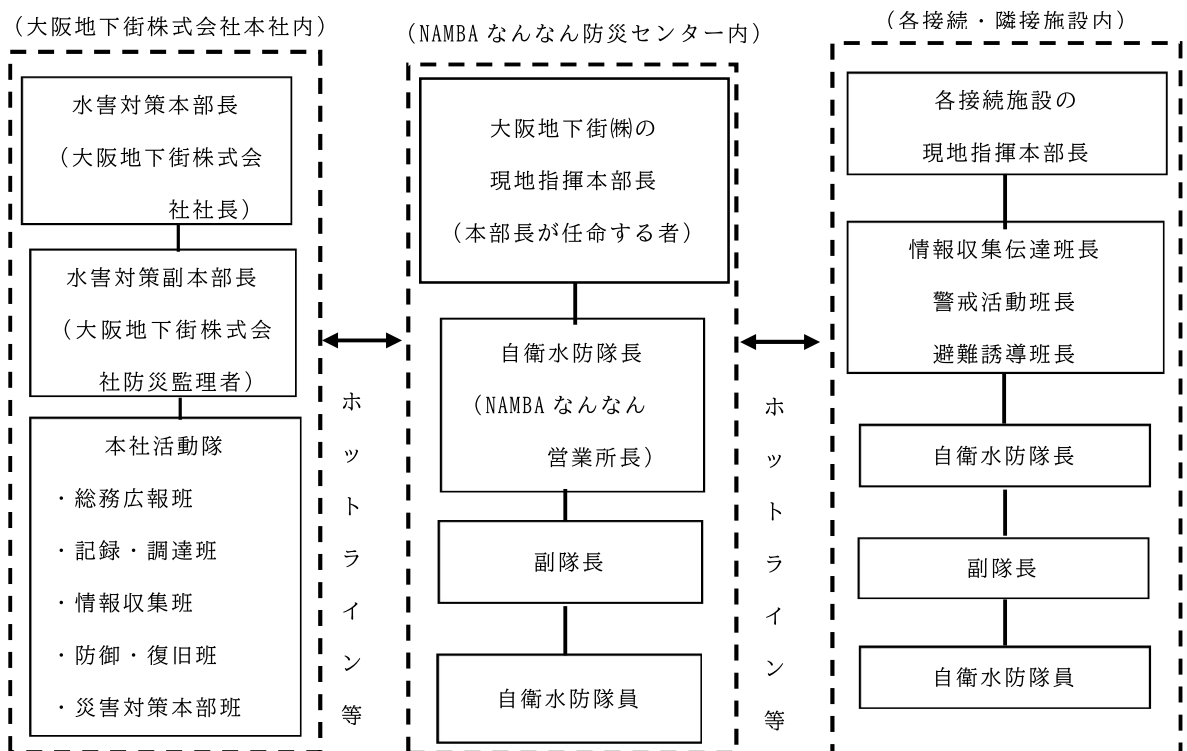 (大阪地下街株式会社本社内)
水害対策本部長
(大阪地下街株式会
社社長)
水害対策副本部長
(大阪地下街株式会
社防災監理者)
本社活動隊
・総務広報班
・記録・調達班
・情報収集班
・防御・復旧班
・災害対策本部班
ホットライン等
(NAMBA なんなん防災センター内)
大阪地下街㈱の
現地指揮本部長
(本部長が任命する者)
自衛水防隊長
(NAMBA なんなん
営業所長)
副隊長
自衛水防隊員
ホットライン等
(各接続・隣接施設内)
各接続施設の
現地指揮本部長
情報収集伝達班長
警戒活動班長
避難誘導班長
自衛水防隊長
副隊長
自衛水防隊員